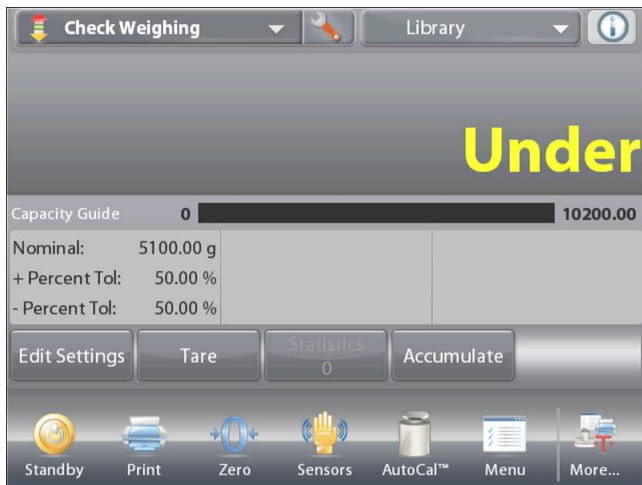 Check Weighing Library
Under
Capacity Guide 0 10200.00
Nominal: 5100.00 g
+ Percent Tol: 50.00 %
- Percent Tol: 50.00 %
Edit Settings Tare Statistics 0 Accumulate
Standby Print Zero Sensors AutoCal™ Menu More...